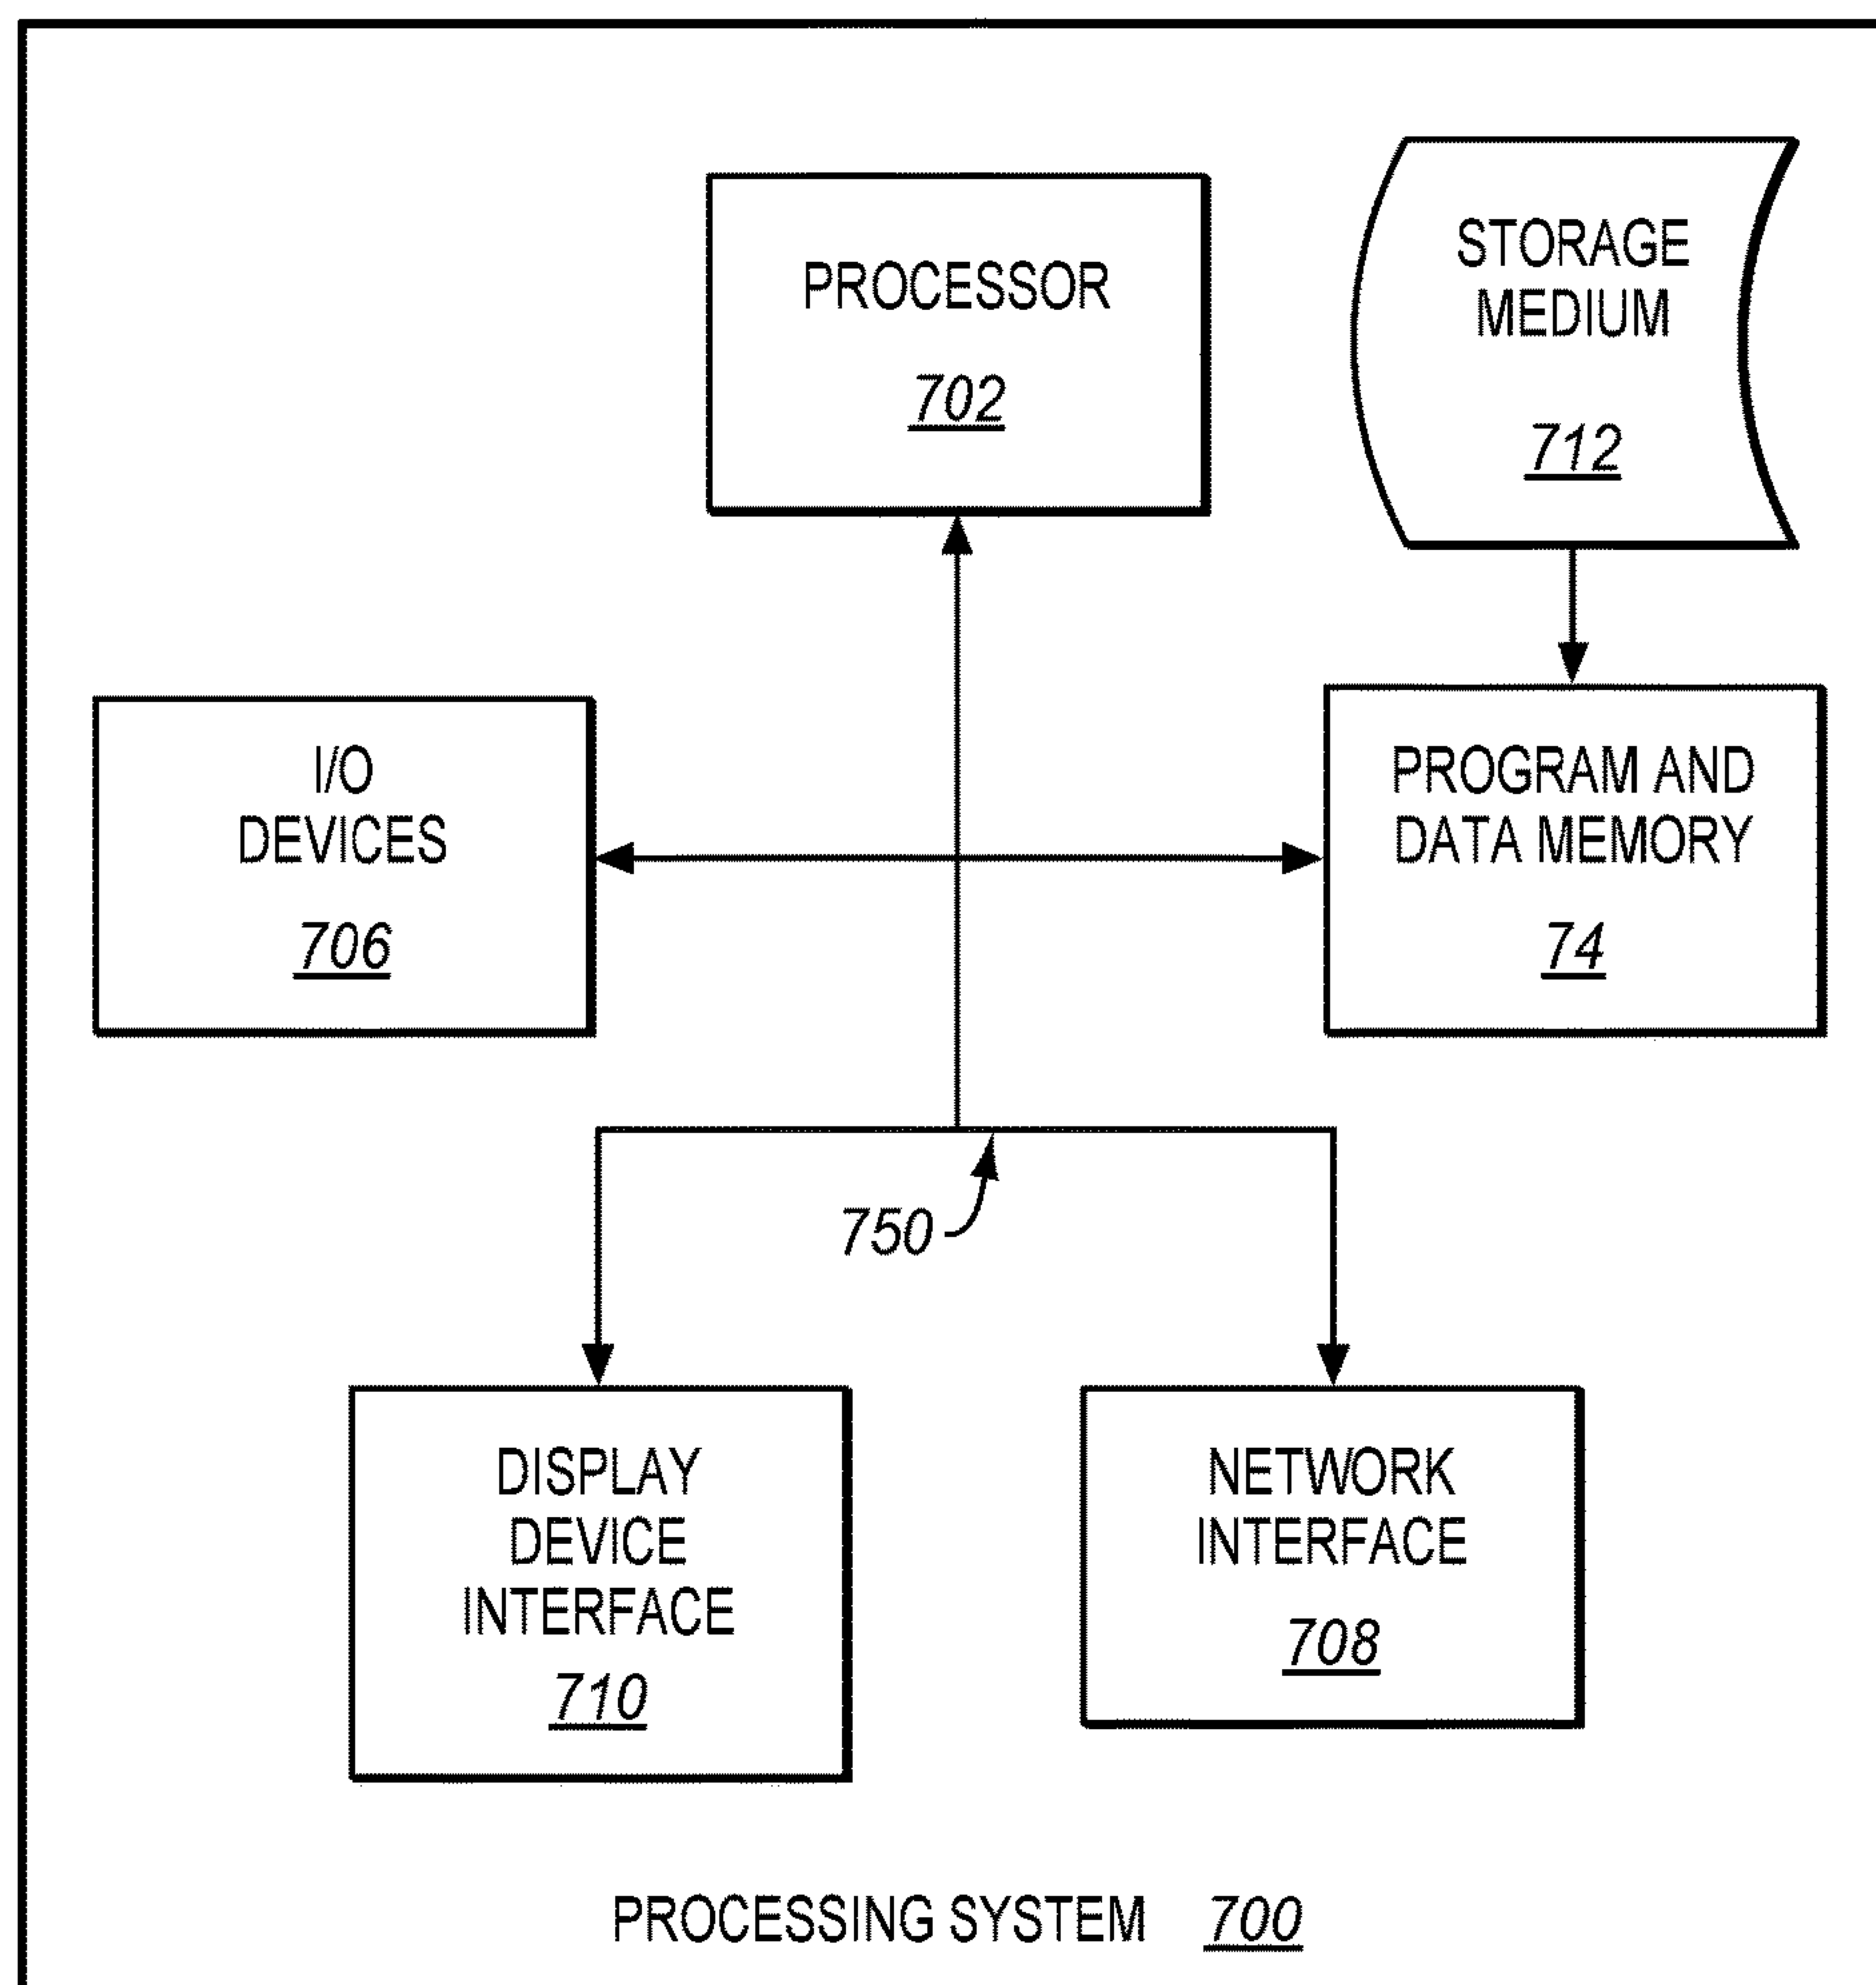 PROCESSOR
702
STORAGE
MEDIUM
712
I/O
DEVICES
706
PROGRAM AND
DATA MEMORY
74
750
DISPLAY
DEVICE
INTERFACE
710
NETWORK
INTERFACE
708
PROCESSING SYSTEM 700